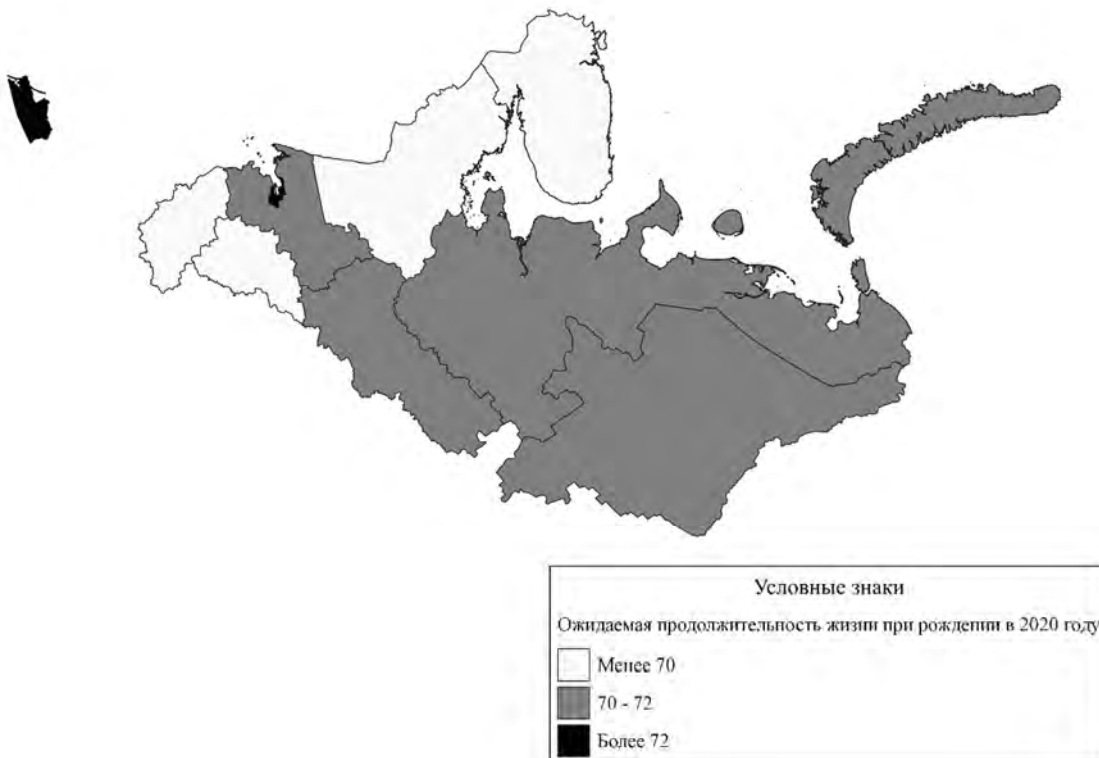 Условные знаки
Ожидаемая продолжительность жизни при рождении в 2020 году
Менее 70
70 - 72
Более 72